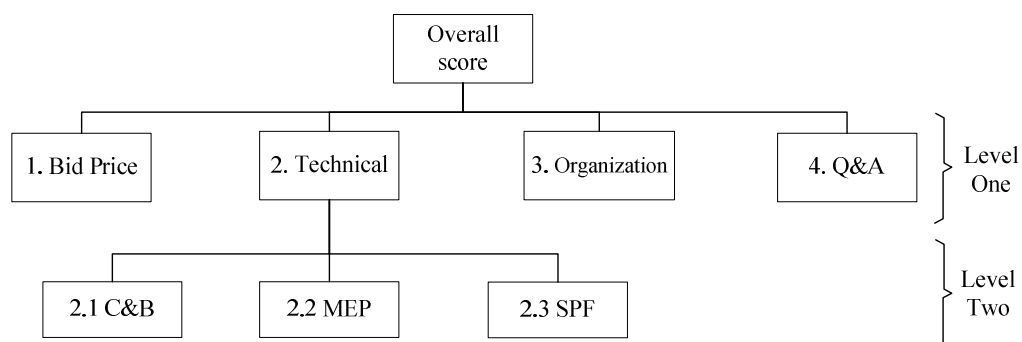 Overall
score
1. Bid Price
2. Technical
3. Organization
4. Q&A
Level
One
2.1 C&B
2.2 MEP
2.3 SPF
Level
Two